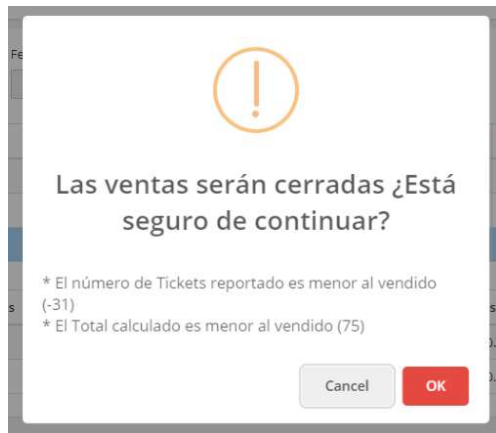 Fe
Las ventas serán cerradas ¿Está
seguro de continuar?
* El número de Tickets reportado es menor al vendido
(-31)
s
* El Total calculado es menor al vendido (75)
Cancel
OK